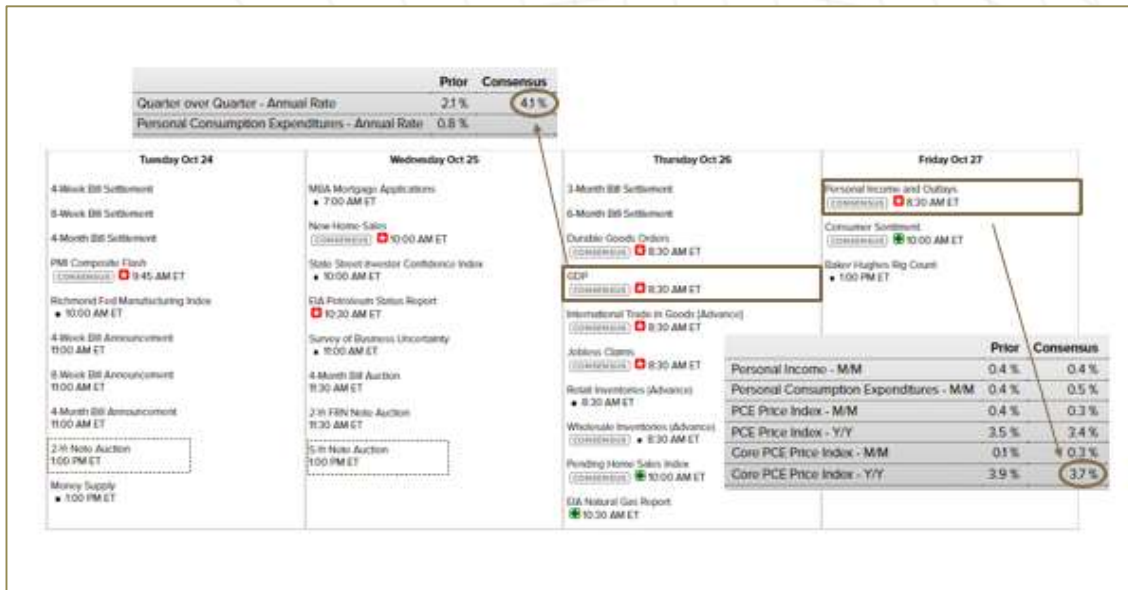 Prior Consensus
Quarter over Quarter - Annual Rate 2.1 % 4.1 %
Personal Consumption Expenditures - Annual Rate 0.8 %
Tuesday Oct 24
4-Week Bill Settlement
8-Week Bill Settlement
4-Month Bill Settlement
PMI Composite Flash
CONSENSUS 9:45 AM ET
Richmond Fed Manufacturing Index
10:00 AM ET
4-Week Bill Announcement
11:00 AM ET
8-Week Bill Announcement
11:00 AM ET
4-Month Bill Announcement
11:00 AM ET
2-Yr Note Auction
1:00 PM ET
Money Supply
1:00 PM ET
Wednesday Oct 25
MBA Mortgage Applications
7:00 AM ET
New Home Sales
CONSENSUS 10:00 AM ET
State Street Investor Confidence Index
10:00 AM ET
EIA Petroleum Status Report
10:30 AM ET
Survey of Business Uncertainty
11:00 AM ET
4-Month Bill Auction
11:30 AM ET
2-Yr FRN Note Auction
11:30 AM ET
5-Yr Note Auction
1:00 PM ET
Thursday Oct 26
3-Month Bill Settlement
6-Month Bill Settlement
Durable Goods Orders
CONSENSUS 8:30 AM ET
GDP
CONSENSUS 8:30 AM ET
International Trade in Goods (Advance)
CONSENSUS 8:30 AM ET
Jobless Claims
CONSENSUS 8:30 AM ET
Retail Inventories (Advance)
8:30 AM ET
Wholesale Inventories (Advance)
CONSENSUS 8:30 AM ET
Pending Home Sales Index
CONSENSUS 10:00 AM ET
EIA Natural Gas Report
10:30 AM ET
Friday Oct 27
Personal Income and Outlays
CONSENSUS 8:30 AM ET
Consumer Sentiment
CONSENSUS 10:00 AM ET
Baker Hughes Rig Count
1:00 PM ET
Prior Consensus
Personal Income - M/M 0.4 % 0.4 %
Personal Consumption Expenditures - M/M 0.4 % 0.5 %
PCE Price Index - M/M 0.4 % 0.3 %
PCE Price Index - Y/Y 3.5 % 3.4 %
Core PCE Price Index - M/M 0.1 % 0.3 %
Core PCE Price Index - Y/Y 3.9 % 3.7 %